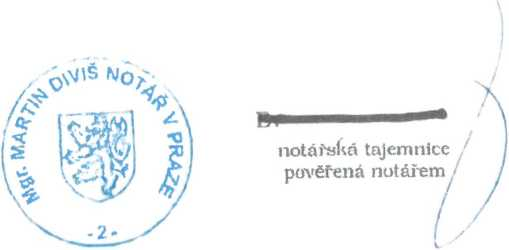 Mgr. MARTIN DIVIŠ NOTÁŘ V PRAZE
-2-
notářská tajemnice
pověřená notářem